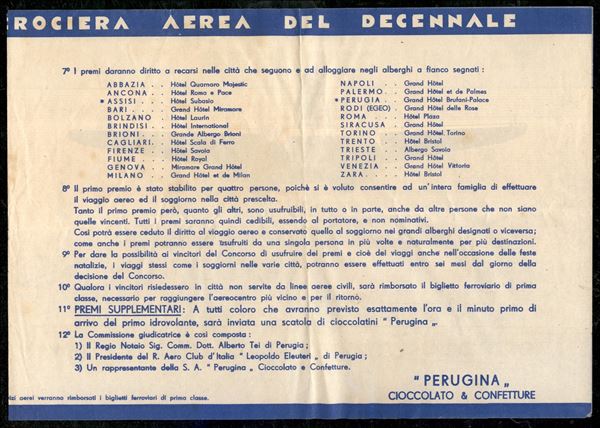 ROCIERA AEREA DEL DECENNALE
7° I premi daranno diritto a recarsi nelle città che seguono e ad alloggiare negli alberghi a fianco segnati:
ABBAZIA . . . Hôtel Quarnaro Majestic
ANCONA . . . Hôtel Roma e Pace
* ASSISI . . . Hôtel Subasio
BARI . . . . Grand Hôtel Miramare
BOLZANO . Hôtel Laurin
BRINDISI . . Hôtel International
BRIONI . . . Grande Albergo Brioni
CAGLIARI. . Hôtel Scala di Ferro
FIRENZE . . Hôtel Savoia
FIUME . . . Hôtel Royal
GENOVA . . Miramare Grand Hôtel
MILANO . . Grand Hôtel et de Milan
NAPOLI . . . Grand Hôtel
PALERMO. . Grand Hôtel et de Palmes
* PERUGIA . . Grand Hôtel Brufani-Palace
RODI (EGEO) . Grand Hôtel delle Rose
ROMA . . . Hôtel Plaza
SIRACUSA . Grand Hôtel
TORINO . . Grand Hôtel Torino
TRENTO . . Hôtel Bristol
TRIESTE . . Albergo Savoia
TRIPOLI . . Grand Hôtel
VENEZIA . . Grand Hôtel Vittoria
ZARA . . . . Hôtel Bristol
8° Il primo premio è stato stabilito per quattro persone, poichè si è voluto consentire ad un'intera famiglia di effettuare
il viaggio aereo ed il soggiorno nella città prescelta.
Tanto il primo premio però, quanto gli altri, sono usufruibili, in tutto o in parte, anche da altre persone che non siano
quelle vincenti. Tutti i premi saranno quindi cedibili, essendo al portatore, e non nominativi.
Così potrà essere ceduto il diritto al viaggio aereo e conservato quello al soggiorno nei grandi alberghi designati o viceversa;
come anche i premi potranno essere usufruiti da una singola persona in più volte e naturalmente per più destinazioni.
9° Per dare la possibilità ai vincitori del Concorso di usufruire dei premi e cioè dei viaggi anche nell'occasione delle feste
natalizie, i viaggi stessi come i soggiorni nelle varie città, potranno essere effettuati entro sei mesi dal giorno della
decisione del Concorso.
10° Qualora i vincitori risiedessero in città non servite da linee aeree civili, sarà rimborsato il biglietto ferroviario di prima
classe, necessario per raggiungere l'aereocentro più vicino e per il ritorno.
11° PREMI SUPPLEMENTARI: A tutti coloro che avranno previsto esattamente l'ora e il minuto primo di
arrivo del primo idrovolante, sarà inviata una scatola di cioccolatini " Perugina „.
12° La Commissione giudicatrice è così composta :
1) Il Regio Notaio Sig. Comm. Dott. Alberto Tei di Perugia ;
2) Il Presidente del R. Aero Club d'Italia " Leopoldo Eleuteri „ di Perugia ;
3) Un rappresentante della S. A. " Perugina „ Cioccolato e Confetture.
" PERUGINA „
CIOCCOLATO & CONFETTURE
izi aerei verranno rimborsati i biglietti ferroviari di prima classe.